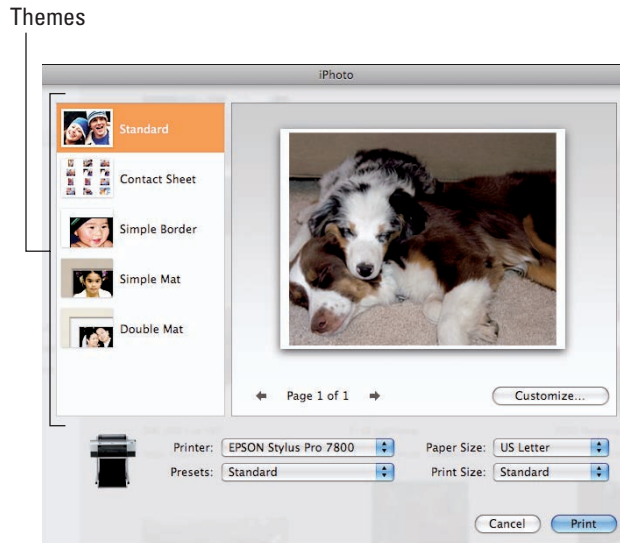 Themes
iPhoto
Standard
Contact Sheet
Simple Border
Simple Mat
Double Mat
Page 1 of 1
Customize...
Printer: EPSON Stylus Pro 7800 Paper Size: US Letter
Presets: Standard Print Size: Standard
Cancel Print